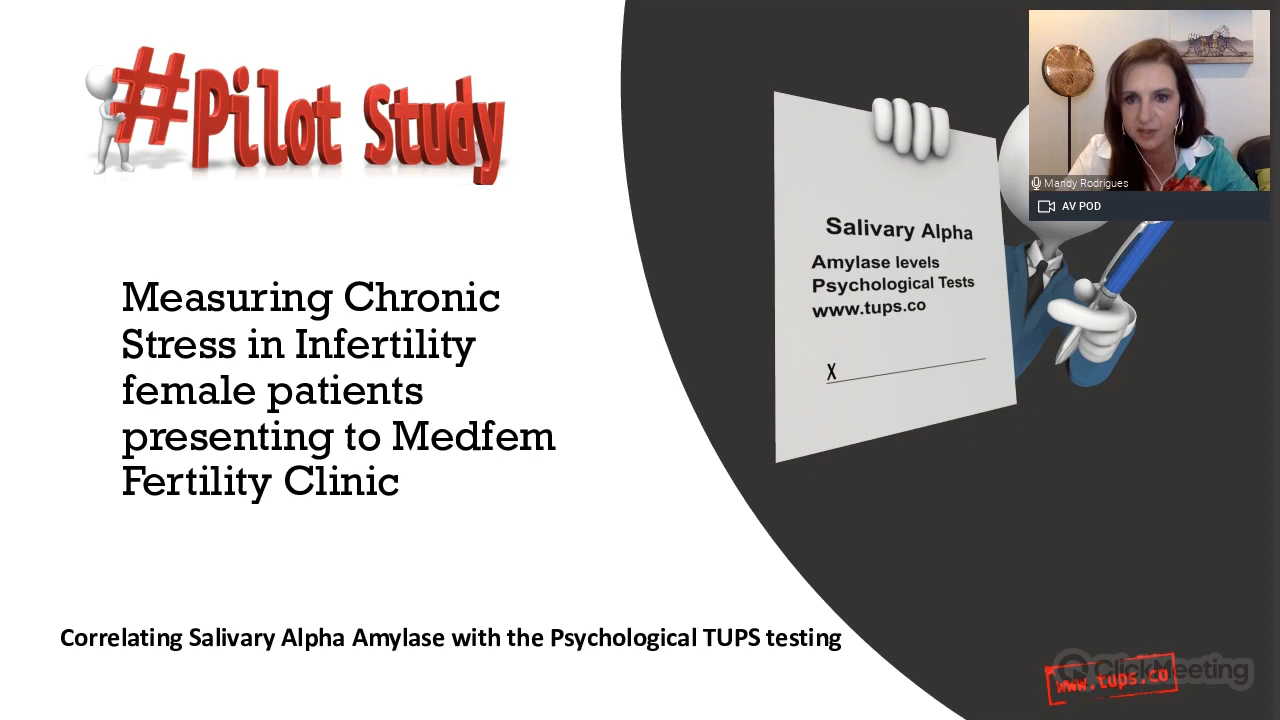 #Pilot Study
Measuring Chronic
Stress in Infertility
female patients
presenting to Medfem
Fertility Clinic
Correlating Salivary Alpha Amylase with the Psychological TUPS testing
Salivary Alpha
Amylase levels
Psychological Tests
www.tups.co
X
Mandy Rodrigues
AV POD
www.tups.co
ClickMeeting